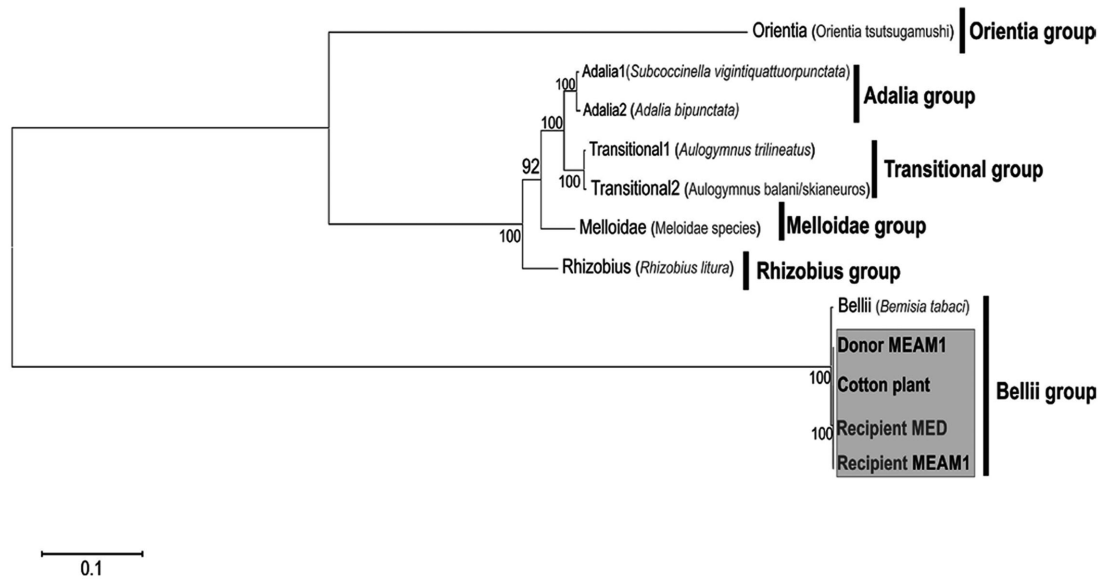 Orientia (Orientia tsutsugamushi) Orientia group
Adalia1(Subcoccinella vigintiquattuorpunctata)
100
Adalia group
Adalia2 (Adalia bipunctata)
100
Transitional1 (Aulogymnus trilineatus)
92
Transitional group
100
Transitional2 (Aulogymnus balani/skianeuros)
Melloidae (Meloidae species) Melloidae group
100
Rhizobius (Rhizobius litura) Rhizobius group
Bellii (Bemisia tabaci)
Donor MEAM1
100
Cotton plant
Bellii group
Recipient MED
100
Recipient MEAM1
0.1